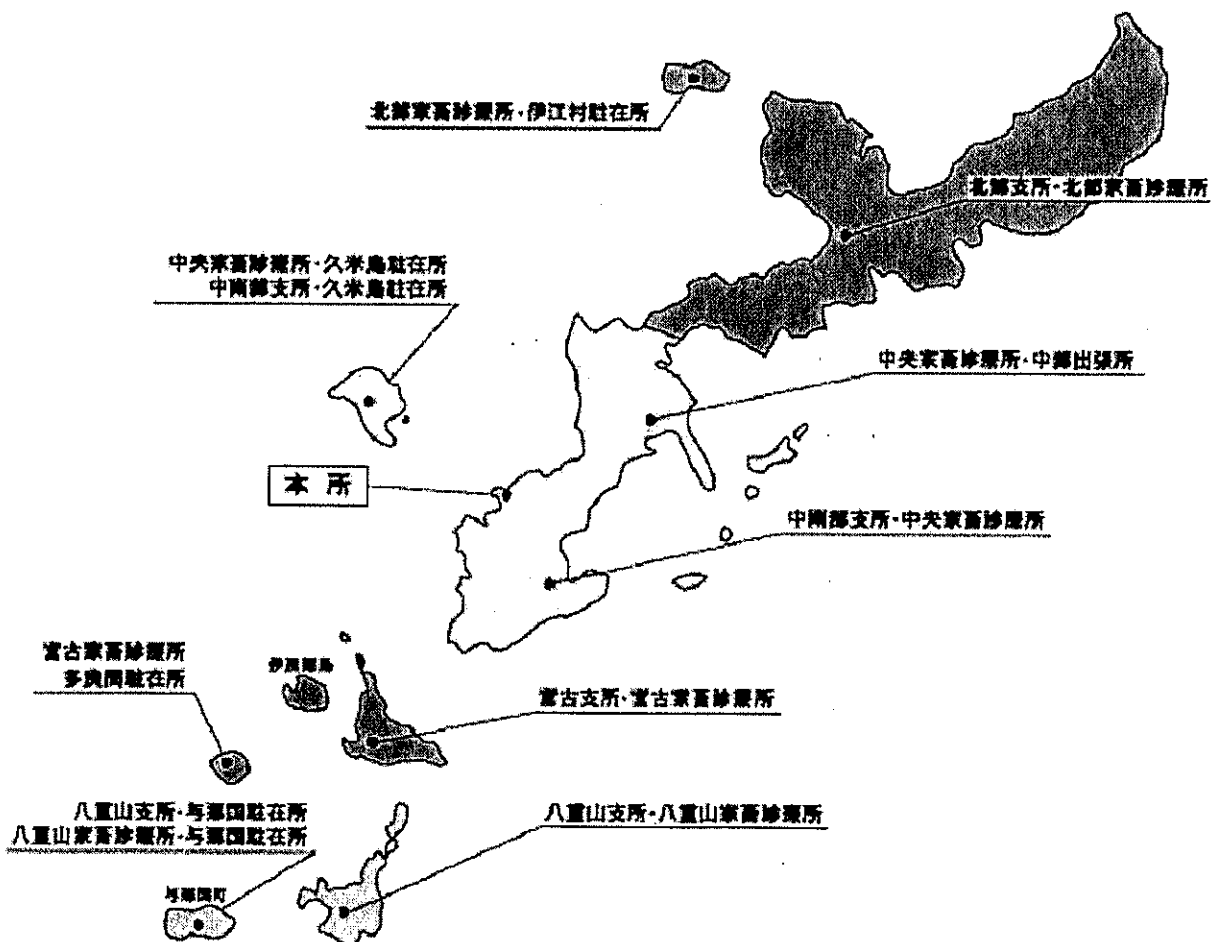 北部家畜診療所・伊江村駐在所
北部支所・北部家畜診療所
中央家畜診療所・久米島駐在所
中南部支所・久米島駐在所
中央家畜診療所・中部出張所
本所
中南部支所・中央家畜診療所
宮古家畜診療所
多良間駐在所
伊良部島
宮古支所・宮古家畜診療所
八重山支所・与那国駐在所
八重山家畜診療所・与那国駐在所
八重山支所・八重山家畜診療所
与那国町